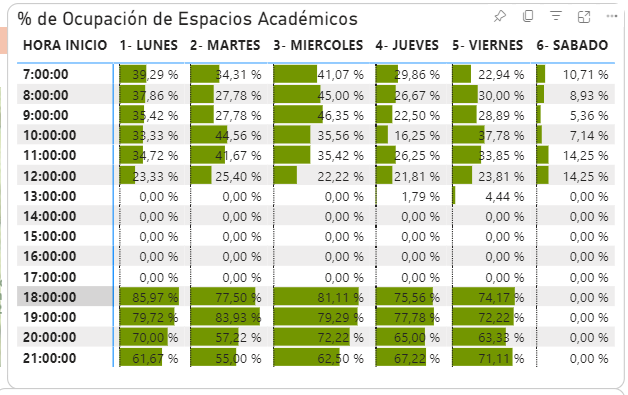 % de Ocupación de Espacios Académicos
HORA INICIO 1- LUNES 2- MARTES 3- MIERCOLES 4- JUEVES 5- VIERNES 6- SABADO
7:00:00 39,29 % 34,31 % 41,07 % 29,86 % 22,94 % 10,71 %
8:00:00 37,86 % 27,78 % 45,00 % 26,67 % 30,00 % 8,93 %
9:00:00 35,42 % 27,78 % 46,35 % 22,50 % 28,89 % 5,36 %
10:00:00 33,33 % 44,56 % 35,56 % 16,25 % 37,78 % 7,14 %
11:00:00 34,72 % 41,67 % 35,42 % 26,25 % 33,85 % 14,25 %
12:00:00 23,33 % 25,40 % 22,22 % 21,81 % 23,81 % 14,25 %
13:00:00 0,00 % 0,00 % 0,00 % 1,79 % 4,44 % 0,00 %
14:00:00 0,00 % 0,00 % 0,00 % 0,00 % 0,00 % 0,00 %
15:00:00 0,00 % 0,00 % 0,00 % 0,00 % 0,00 % 0,00 %
16:00:00 0,00 % 0,00 % 0,00 % 0,00 % 0,00 % 0,00 %
17:00:00 0,00 % 0,00 % 0,00 % 0,00 % 0,00 % 0,00 %
18:00:00 85,97 % 77,50 % 81,11 % 75,56 % 74,17 % 0,00 %
19:00:00 79,72 % 83,93 % 79,29 % 77,78 % 72,22 % 0,00 %
20:00:00 70,00 % 57,22 % 72,22 % 65,00 % 63,33 % 0,00 %
21:00:00 61,67 % 55,00 % 62,50 % 67,22 % 71,11 % 0,00 %